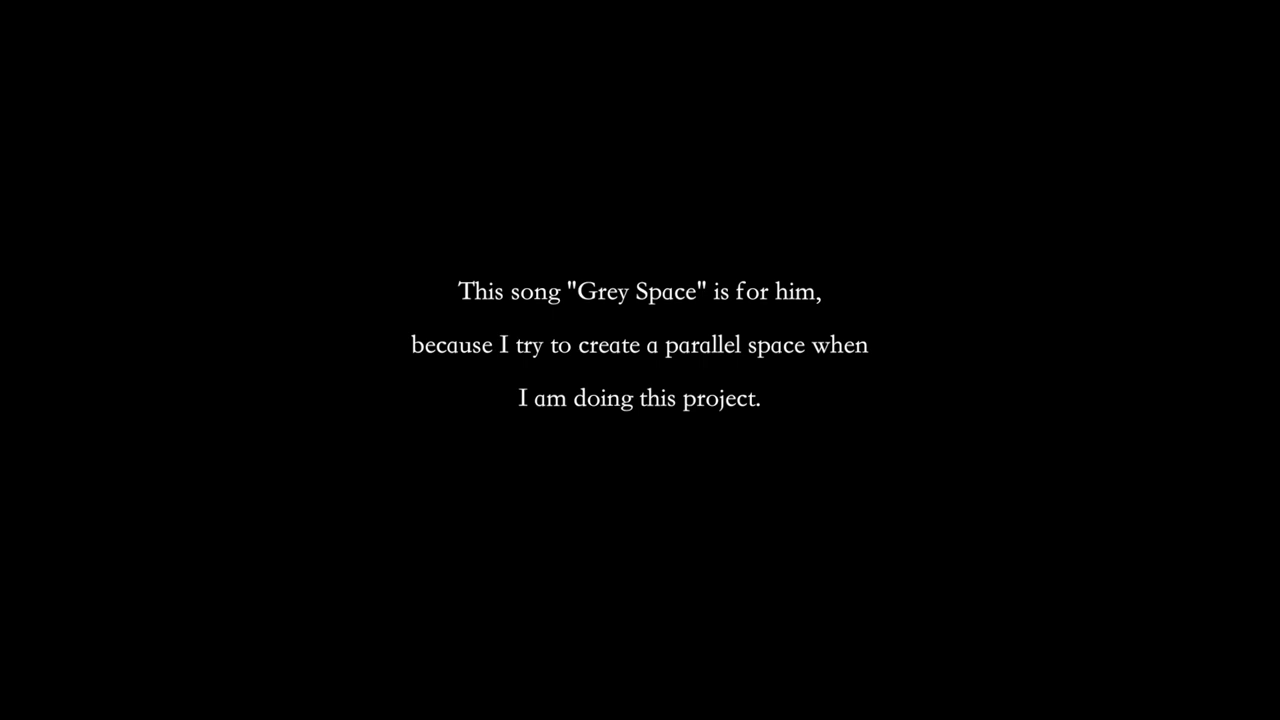 This song "Grey Space" is for him,
because I try to create a parallel space when
I am doing this project.